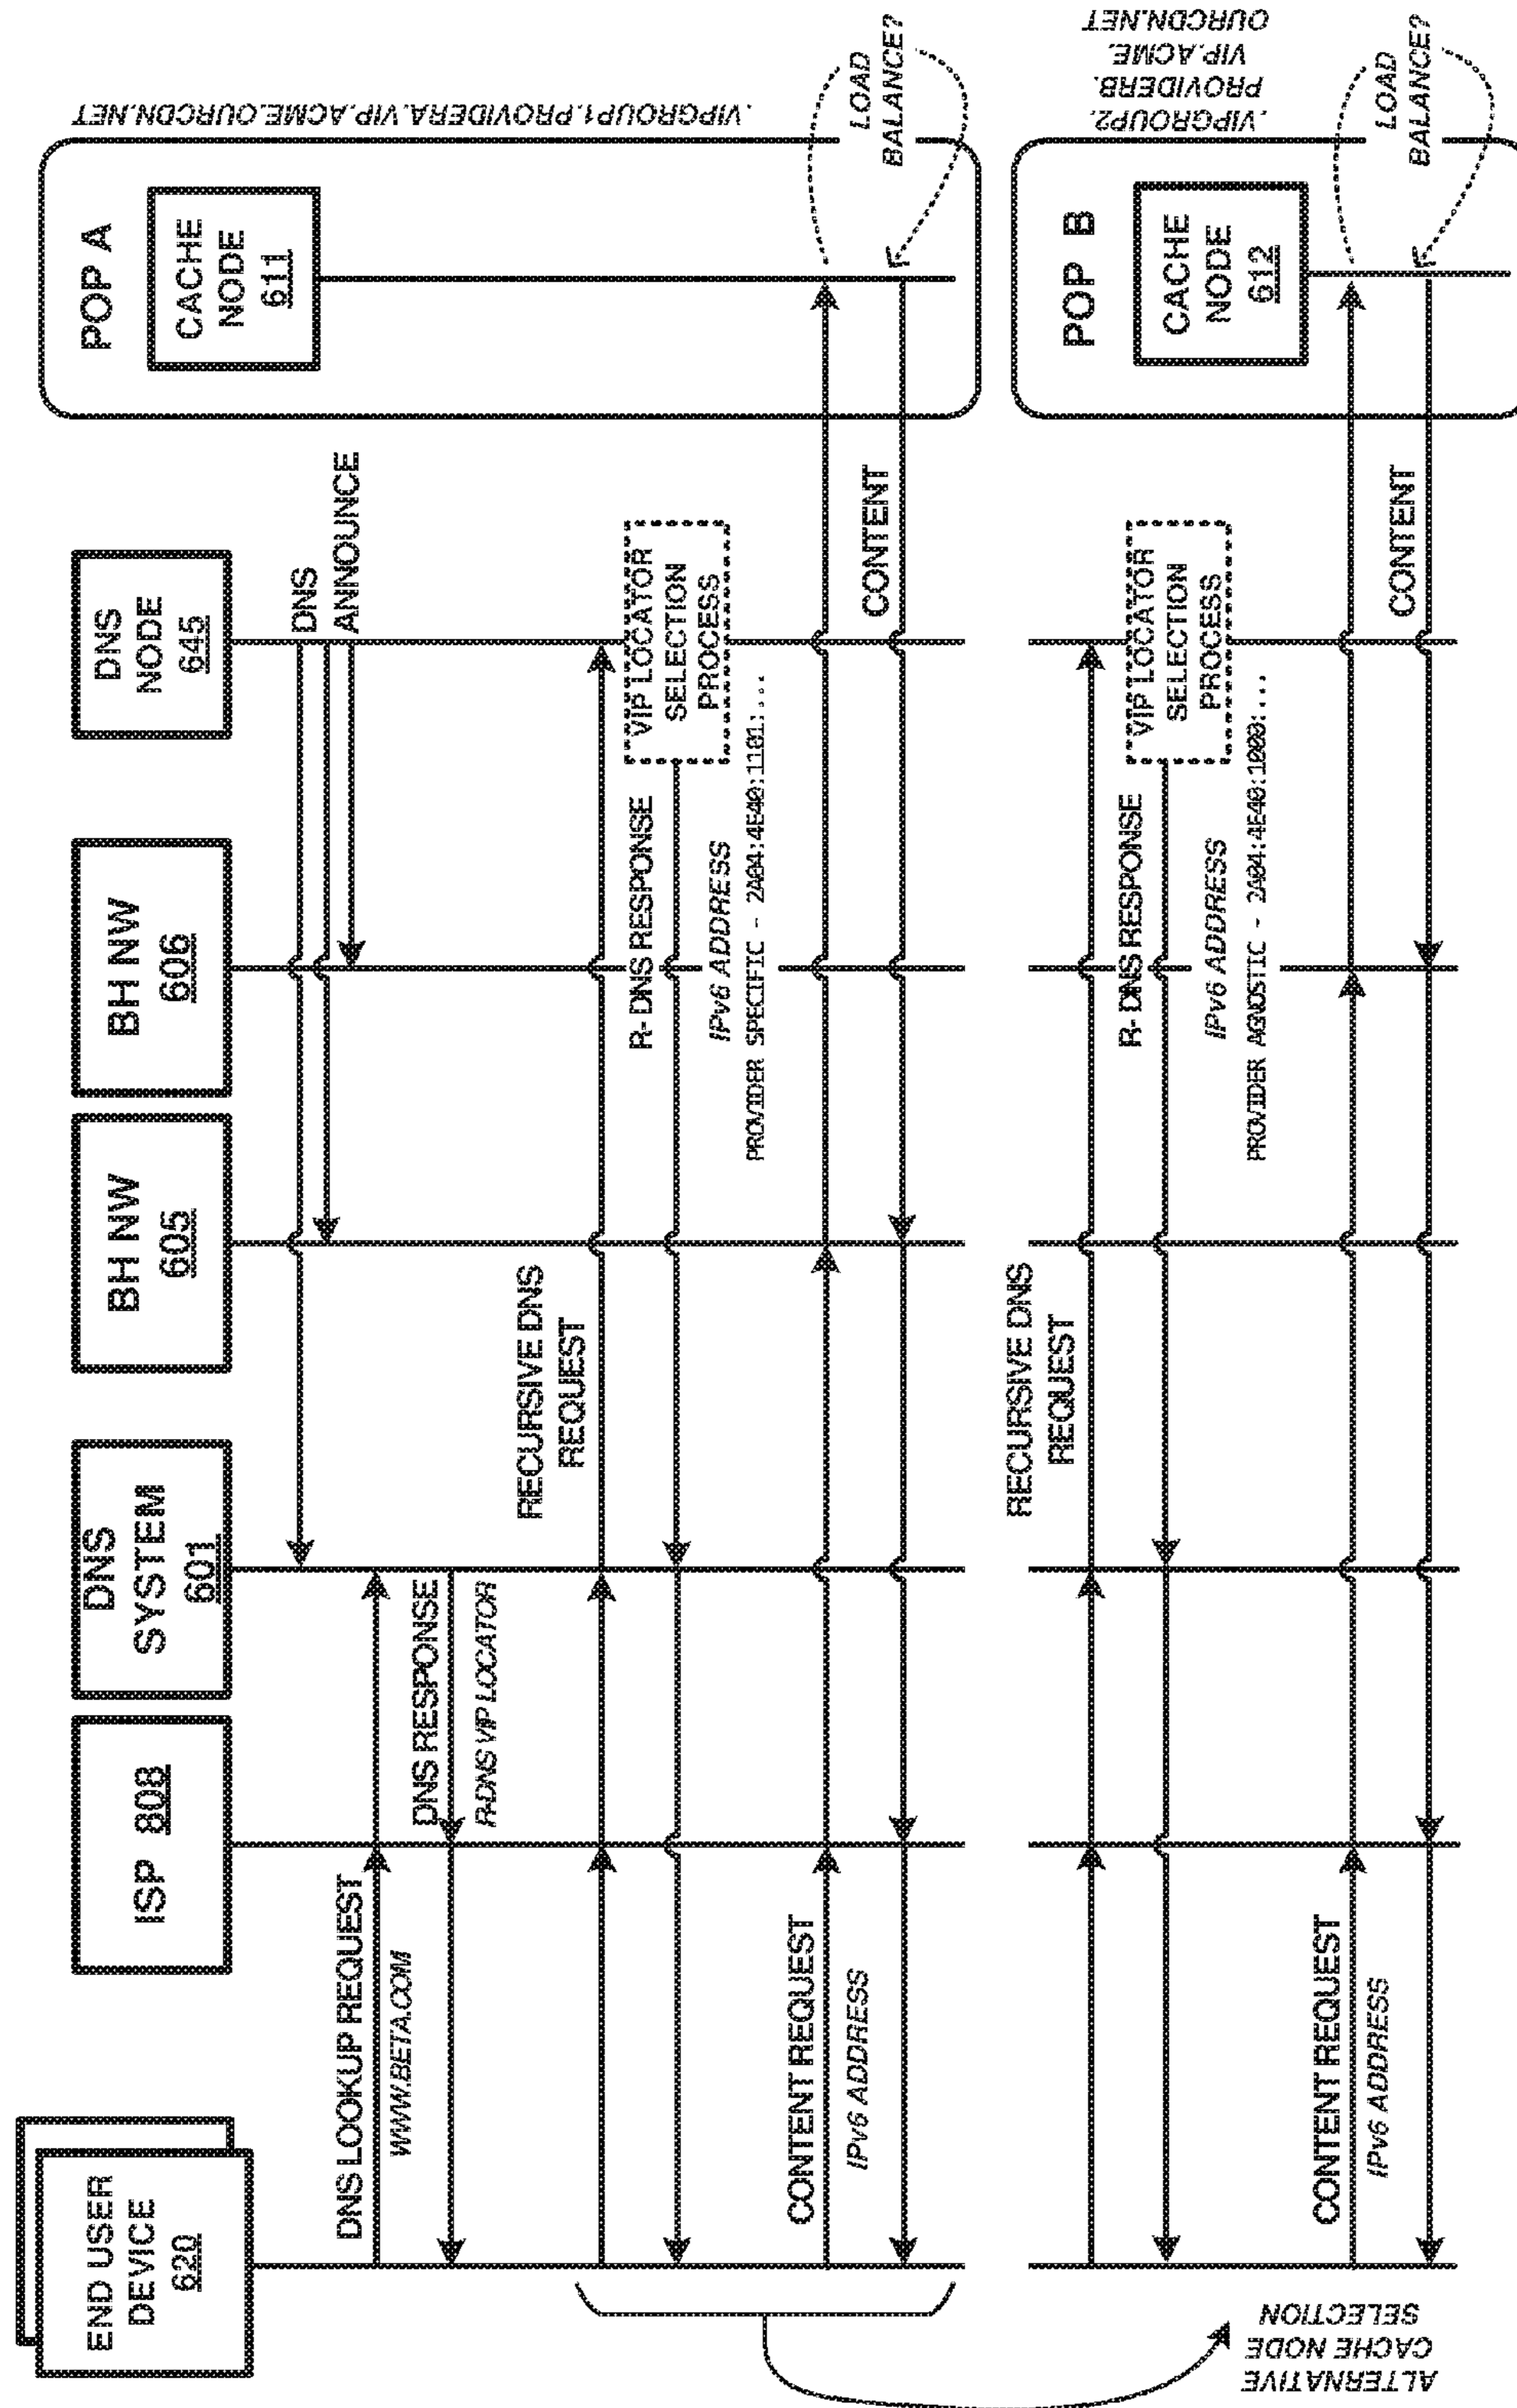 END USER
DEVICE
620
ISP 808
DNS
SYSTEM
601
BH NW
605
BH NW
606
DNS
NODE
645
POP A
CACHE
NODE
611
.VIPGROUP1.PROVIDERA.VIP.ACME.OURCDN.NET
DNS
ANNOUNCE
DNS LOOKUP REQUEST
WWW.BETA.COM
DNS RESPONSE
R-DNS VIP LOCATOR
RECURSIVE DNS
REQUEST
R- DNS RESPONSE
IPv6 ADDRESS
PROVIDER SPECIFIC - 2A04:4E40:1101:...
VIP LOCATOR
SELECTION
PROCESS
CONTENT REQUEST
IPv6 ADDRESS
CONTENT
LOAD
BALANCE?
ALTERNATIVE
CACHE NODE
SELECTION
POP B
CACHE
NODE
612
.VIPGROUP2.
PROVIDERB.
VIP.ACME.
OURCDN.NET
RECURSIVE DNS
REQUEST
R- DNS RESPONSE
IPv6 ADDRESS
PROVIDER AGNOSTIC - 2A04:4E40:1000:...
VIP LOCATOR
SELECTION
PROCESS
CONTENT REQUEST
IPv6 ADDRESS
CONTENT
LOAD
BALANCE?